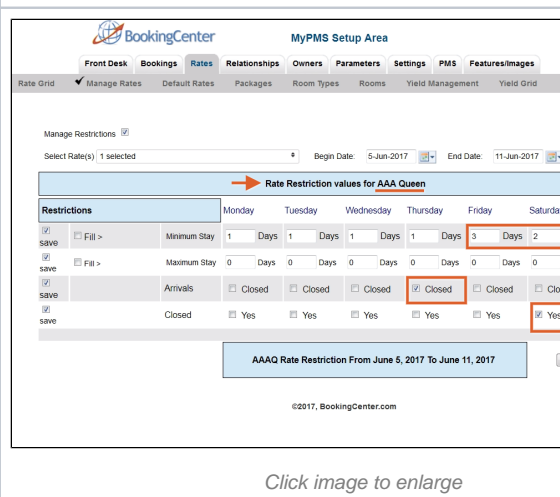 BookingCenter MyPMS Setup Area
Front Desk Bookings Rates Relationships Owners Parameters Settings PMS Features/Images
Rate Grid Manage Rates Default Rates Packages Room Types Rooms Yield Management Yield Grid
Manage Restrictions
Select Rate(s) 1 selected Begin Date: 5-Jun-2017 End Date: 11-Jun-2017
Rate Restriction values for AAA Queen
Restrictions Monday Tuesday Wednesday Thursday Friday Saturda
save Fill > Minimum Stay 1 Days 1 Days 1 Days 1 Days 3 Days 2
save Fill > Maximum Stay 0 Days 0 Days 0 Days 0 Days 0 Days 0
save Arrivals Closed Closed Closed Closed Closed Clo
save Closed Yes Yes Yes Yes Yes Yes
AAAQ Rate Restriction From June 5, 2017 To June 11, 2017
©2017, BookingCenter.com
Click image to enlarge